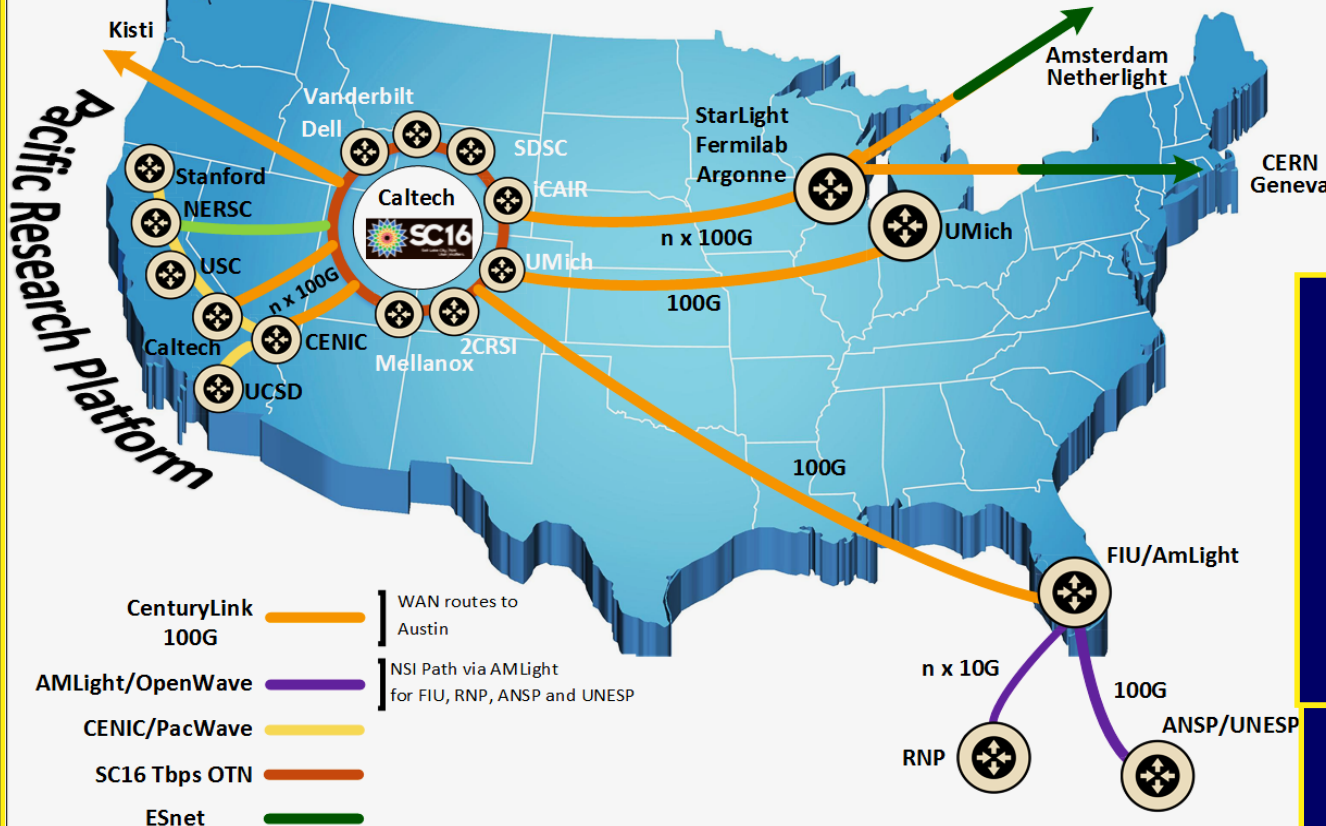 Kisti
Pacific Research Platform
Vanderbilt
Dell
SDSC
iCAIR
UMich
2CRSI
Mellanox
Caltech
SC16
Stanford
NERSC
USC
Caltech
n x 100G
CENIC
UCSD
StarLight
Fermilab
Argonne
Amsterdam
Netherlight
CERN
Geneva
UMich
n x 100G
100G
100G
FIU/AmLight
n x 10G
100G
RNP
ANSP/UNESP
CenturyLink
100G
WAN routes to
Austin
AMLight/OpenWave
NSI Path via AMLight
for FIU, RNP, ANSP and UNESP
CENIC/PacWave
SC16 Tbps OTN
ESnet